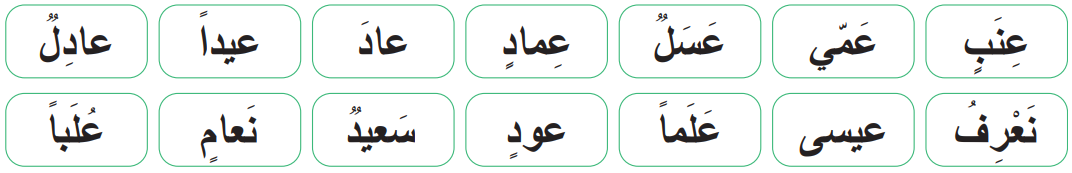 عِنَبٍ عَمّي عَسَلٌ عِمادٍ عادَ عيداً عادِلٌ
نَعْرِفُ عيسى عَلَماً عودٍ سَعيدٌ نَعامٍ عُلَباً